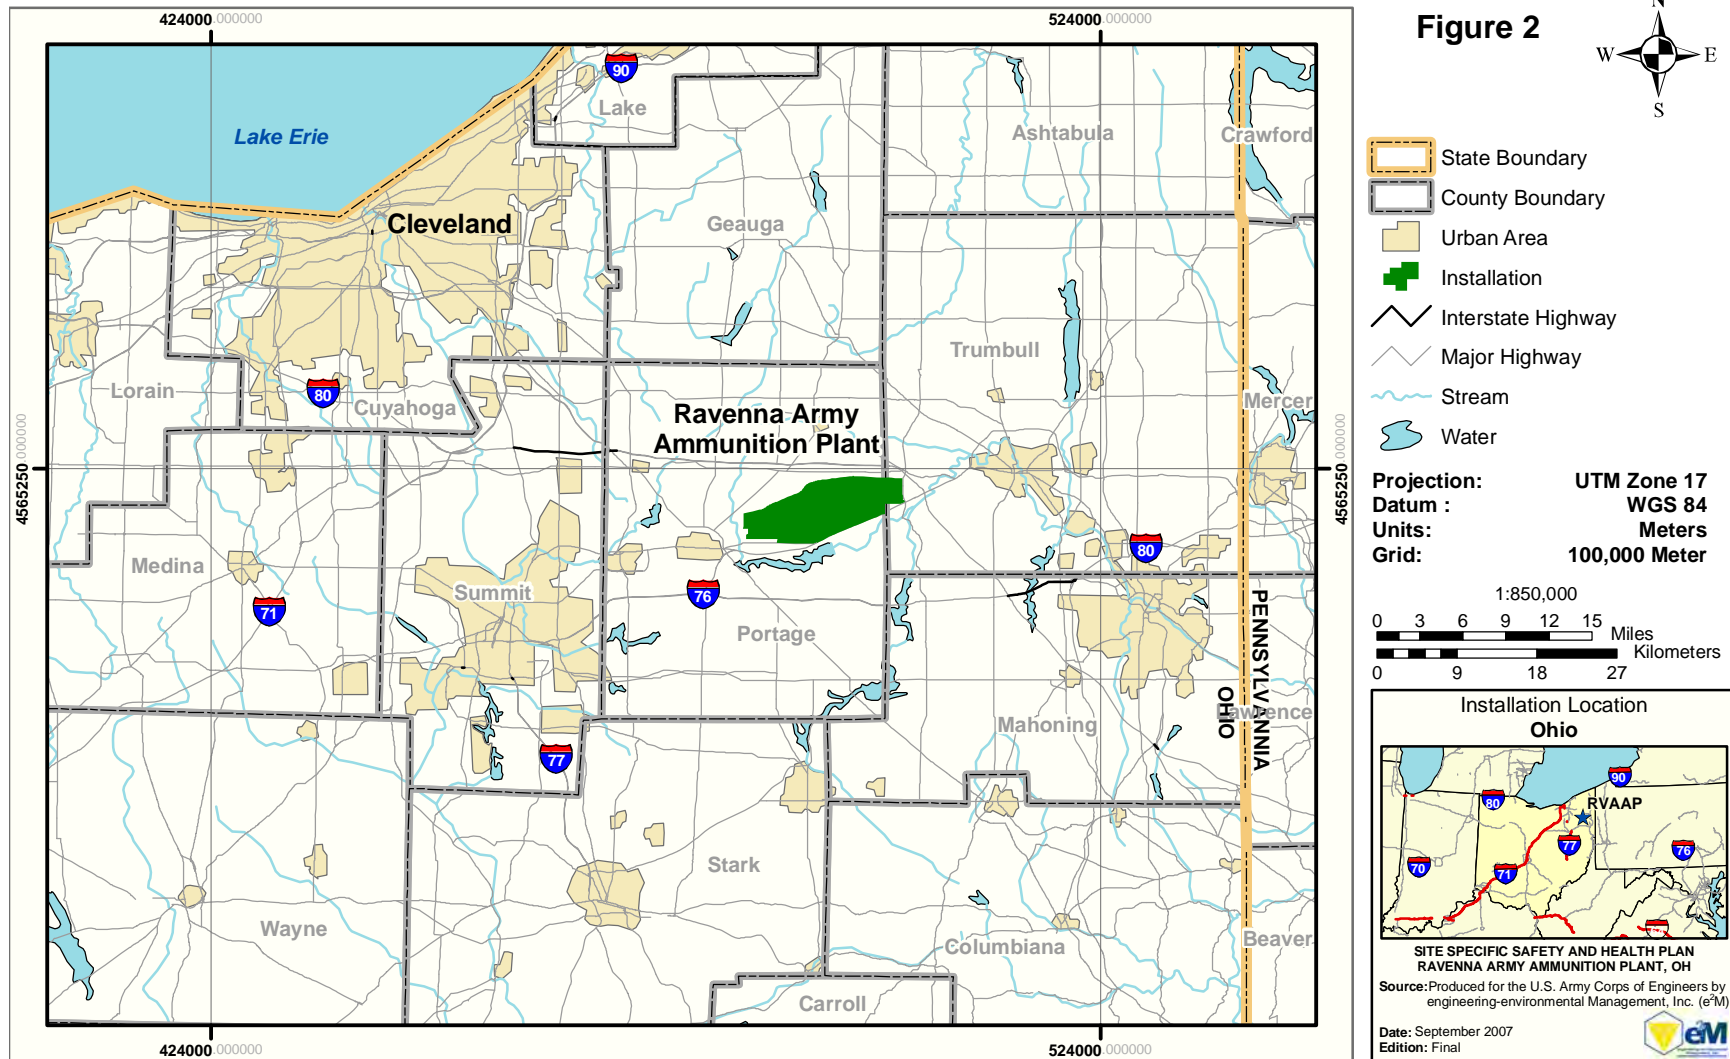 424000.000000
524000.000000
Figure 2
N
W
E
S
90
Lake
Lake Erie
Ashtabula
Crawford
Cleveland
Geauga
State Boundary
County Boundary
Urban Area
Installation
Interstate Highway
Major Highway
Stream
Water
Trumbull
Lorain
80
Cuyahoga
Mercer
Ravenna Army
Ammunition Plant
4565250.000000
4565250.000000
Projection: UTM Zone 17
Datum : WGS 84
Units: Meters
Grid: 100,000 Meter
Medina
80
Summit
71
76
Portage
PENNSYLVANNIA
OHIO
Lawrence
Mahoning
77
1:850,000
0 3 6 9 12 15
Miles
Kilometers
0 9 18 27
Stark
Wayne
Columbiana
Beaver
Carroll
424000.000000
524000.000000
Installation Location
Ohio
90
80
RVAAP
77
76
70
71
SITE SPECIFIC SAFETY AND HEALTH PLAN
RAVENNA ARMY AMMUNITION PLANT, OH
Source:Produced for the U.S. Army Corps of Engineers by
engineering-environmental Management, Inc. (e²M)
Date: September 2007
Edition: Final
e²M